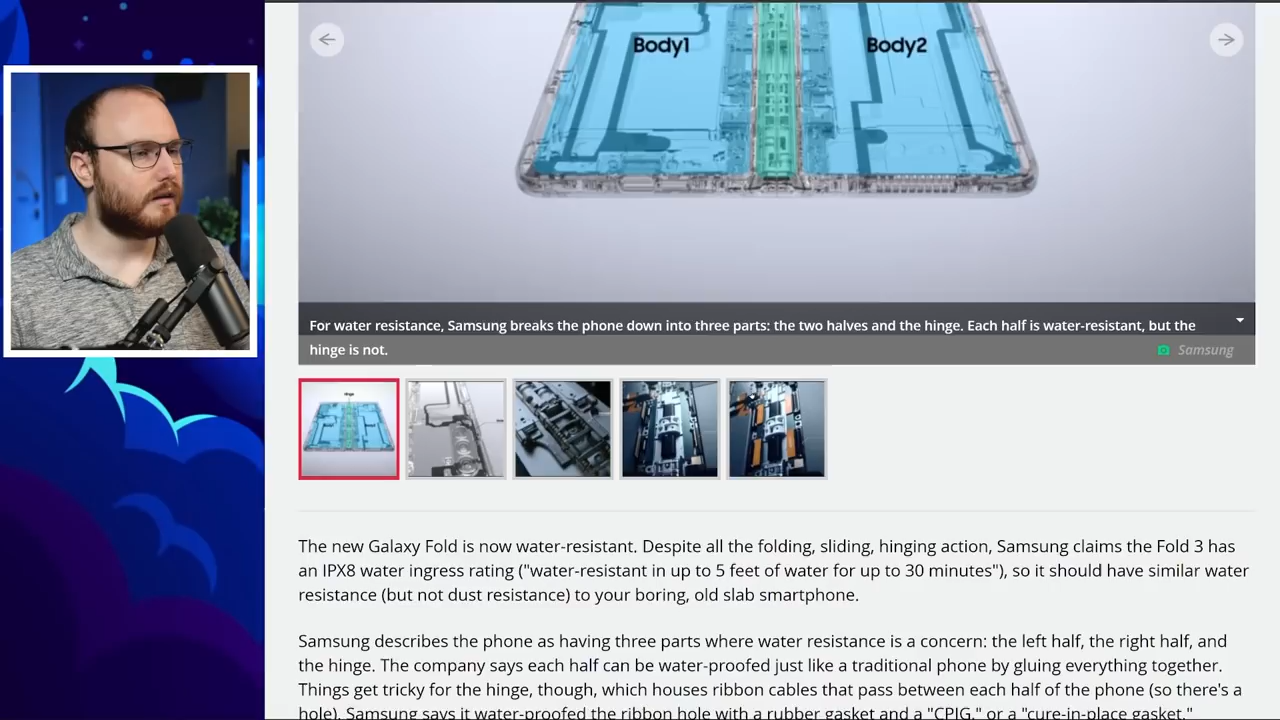 Body1
Body2
For water resistance, Samsung breaks the phone down into three parts: the two halves and the hinge. Each half is water-resistant, but the
hinge is not.
Samsung
The new Galaxy Fold is now water-resistant. Despite all the folding, sliding, hinging action, Samsung claims the Fold 3 has
an IPX8 water ingress rating ("water-resistant in up to 5 feet of water for up to 30 minutes"), so it should have similar water
resistance (but not dust resistance) to your boring, old slab smartphone.
Samsung describes the phone as having three parts where water resistance is a concern: the left half, the right half, and
the hinge. The company says each half can be water-proofed just like a traditional phone by gluing everything together.
Things get tricky for the hinge, though, which houses ribbon cables that pass between each half of the phone (so there's a
hole). Samsung says it water-proofed the ribbon hole with a rubber gasket and a "CPIG," or a "cure-in-place gasket."